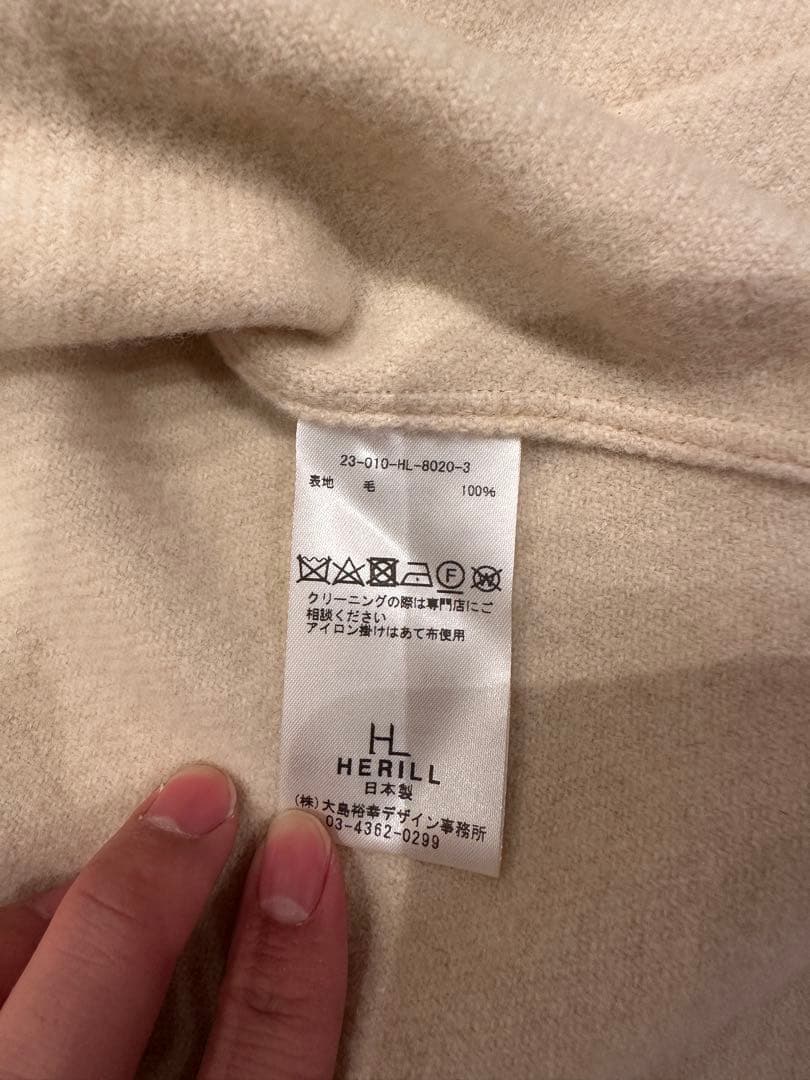 23-010-HL-8020-3
表地 毛 100%
F W
クリーニングの際は専門店にご
相談ください
アイロン掛けはあて布使用
HL
HERILL
日本製
(株)大島裕幸デザイン事務所
03-4362-0299